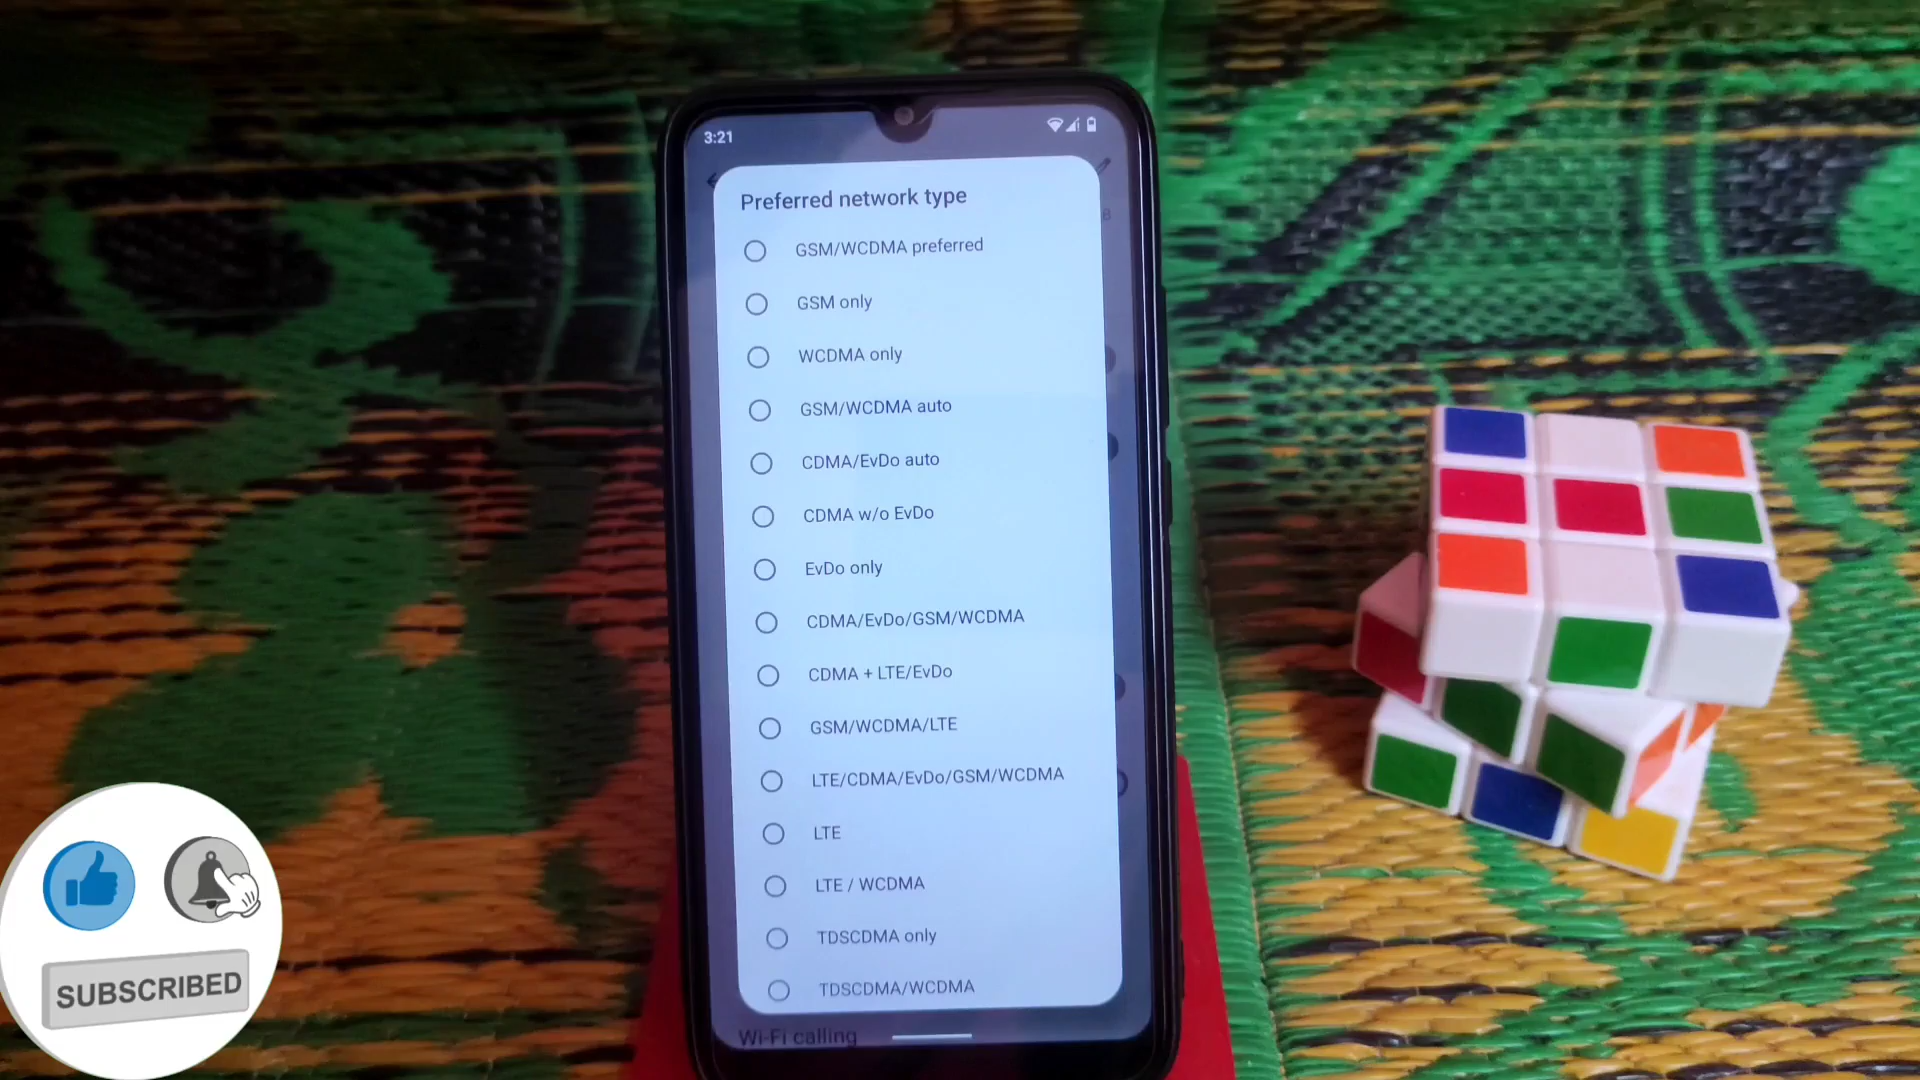 3:21
Preferred network type
GSM/WCDMA preferred
GSM only
WCDMA only
GSM/WCDMA auto
CDMA/EvDo auto
CDMA w/o EvDo
EvDo only
CDMA/EvDo/GSM/WCDMA
CDMA + LTE/EvDo
GSM/WCDMA/LTE
LTE/CDMA/EvDo/GSM/WCDMA
LTE
LTE / WCDMA
TDSCDMA only
TDSCDMA/WCDMA
Wi-Fi calling
SUBSCRIBED